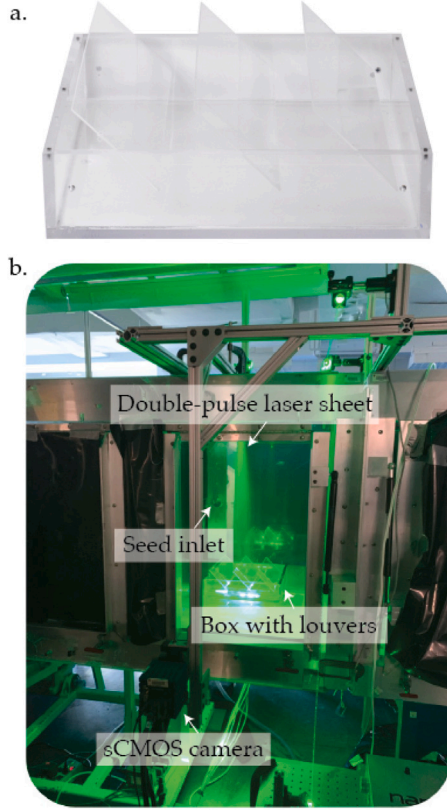 a.
b.
Double-pulse laser sheet
Seed inlet
Box with louvers
sCMOS camera